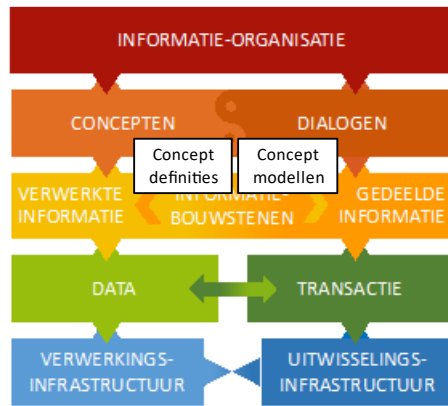 INFORMATIE-ORGANISATIE
CONCEPTEN
DIALOGEN
Concept
definities
Concept
modellen
VERWERKTE
INFORMATIE
INFORMATIE-
BOUWSTENEN
GEDEELDE
INFORMATIE
DATA
TRANSACTIE
VERWERKINGS-
INFRASTRUCTUUR
UITWISSELINGS-
INFRASTRUCTUUR